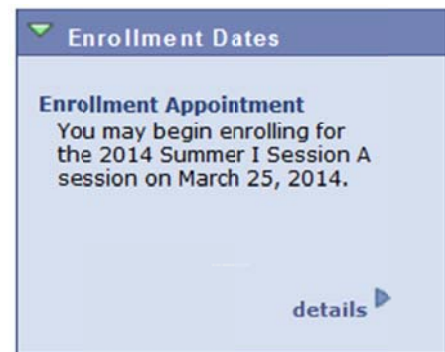 Enrollment Dates
Enrollment Appointment
You may begin enrolling for
the 2014 Summer I Session A
session on March 25, 2014.
details